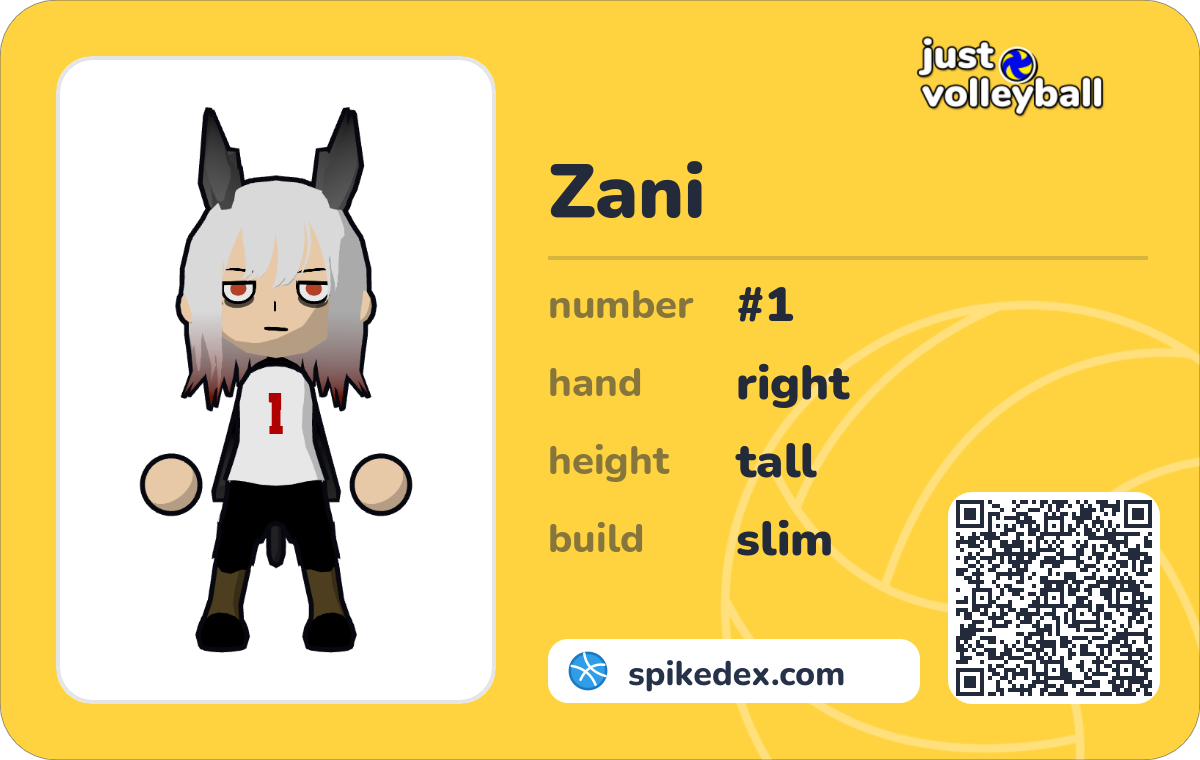 just
volleyball
Zani
number #1
hand right
height tall
build slim
1
spikedex.com